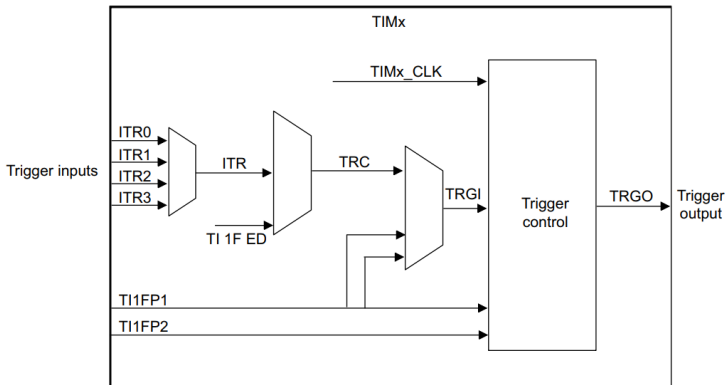 TIMx
TIMx_CLK
ITR0
ITR1
ITR2
ITR3
Trigger inputs
ITR
TRC
TI 1F ED
TRGI
Trigger
control
TRGO
Trigger
output
TI1FP1
TI1FP2